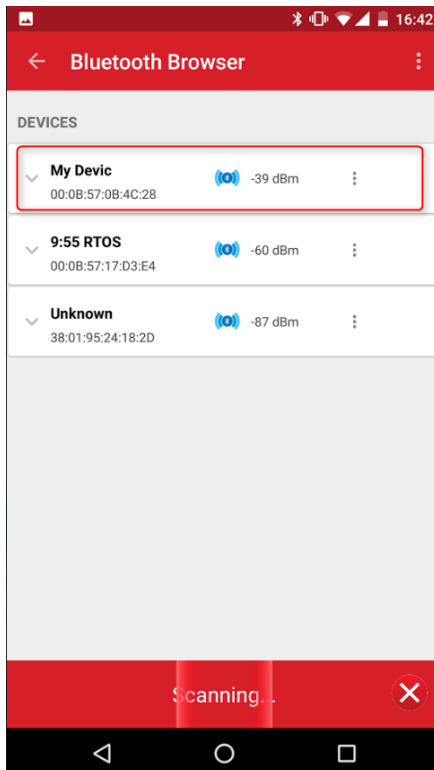 16:42
Bluetooth Browser
DEVICES
My Devic
-39 dBm
00:0B:57:0B:4C:28
9:55 RTOS
-60 dBm
00:0B:57:17:D3:E4
Unknown
-87 dBm
38:01:95:24:18:2D
Scanning...